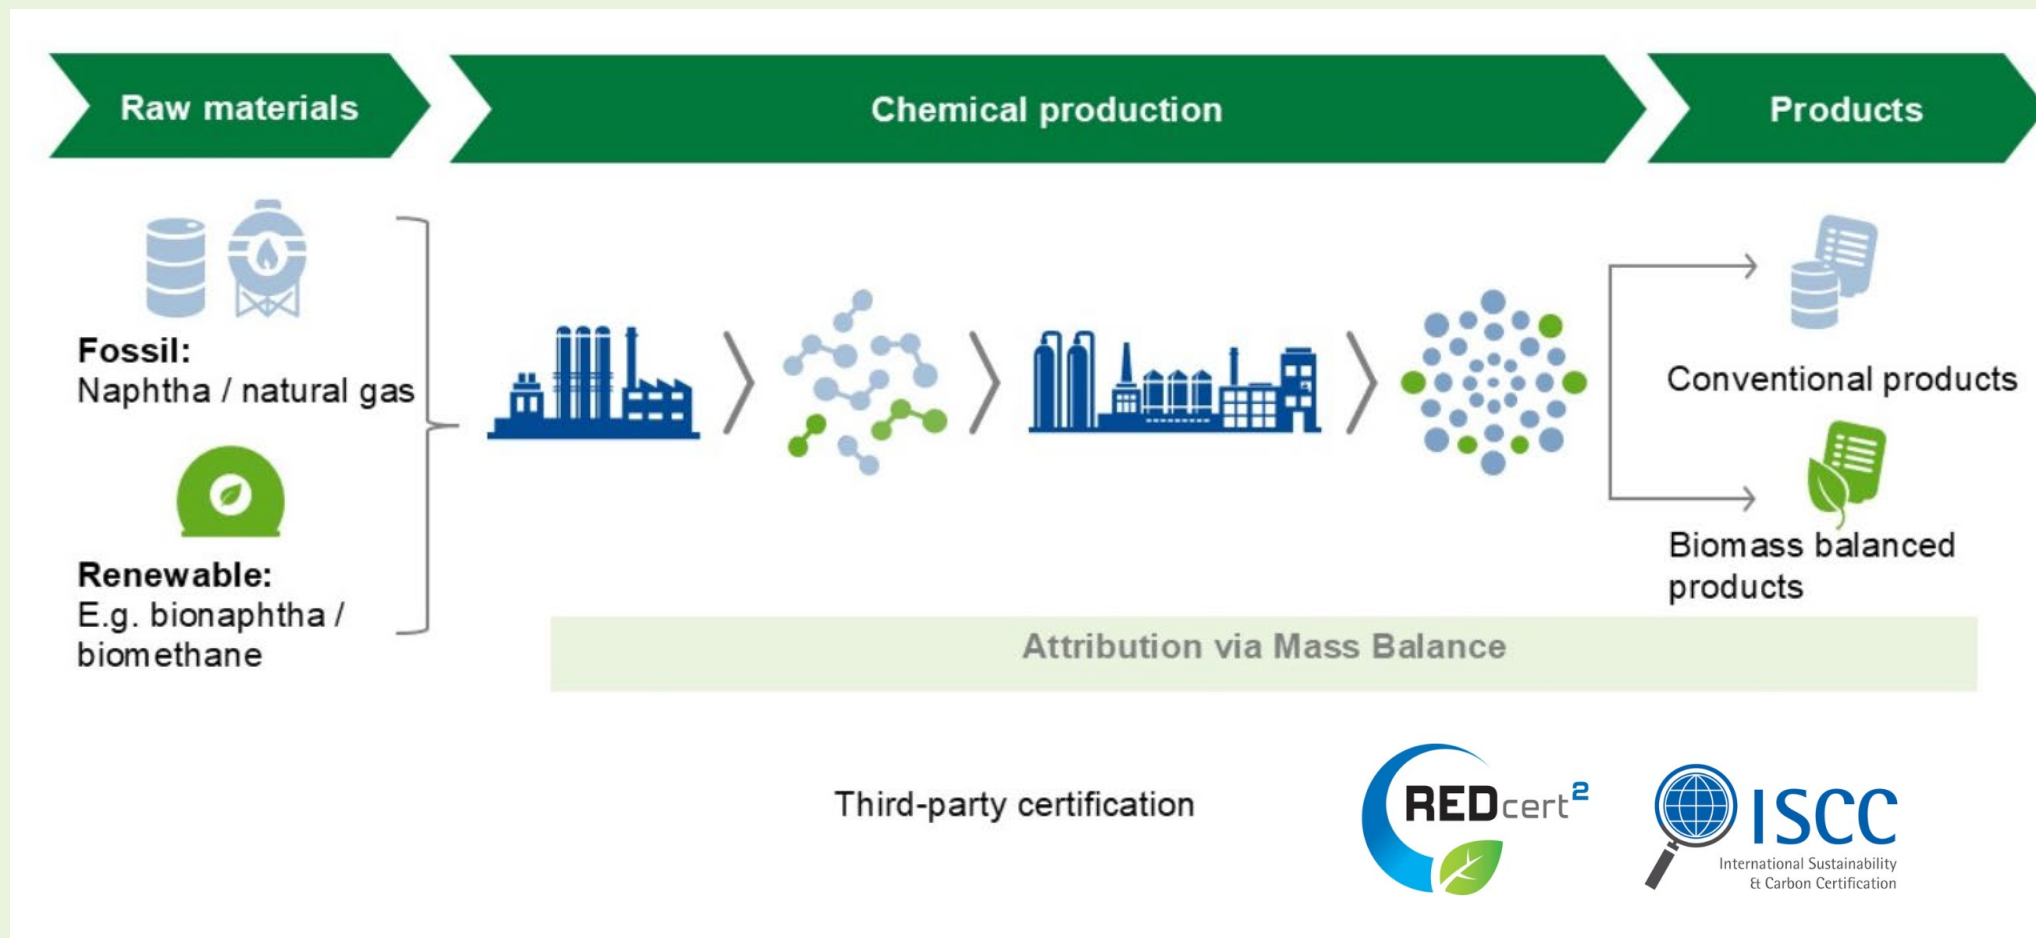 Raw materials
Chemical production
Products
Fossil:
Naphtha / natural gas
Renewable:
E.g. bionaphtha /
biomethane
Conventional products
Biomass balanced
products
Attribution via Mass Balance
Third-party certification
REDcert²
ISCC
International Sustainability
& Carbon Certification